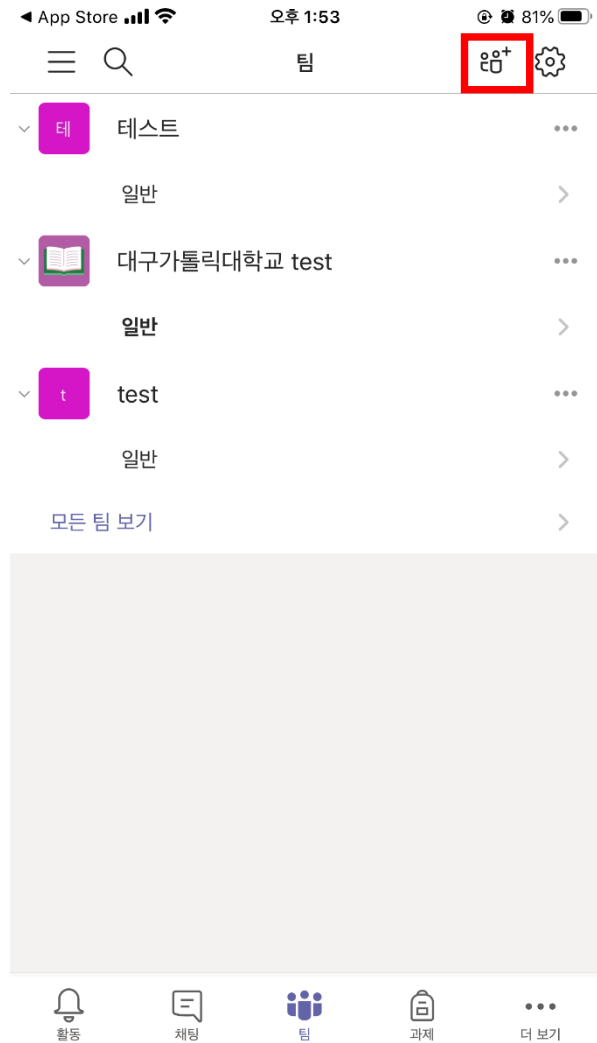 ◀ App Store 오후 1:53 81%
팀
테 테스트
일반
대구가톨릭대학교 test
일반
t test
일반
모든 팀 보기
활동 채팅 팀 과제 더 보기